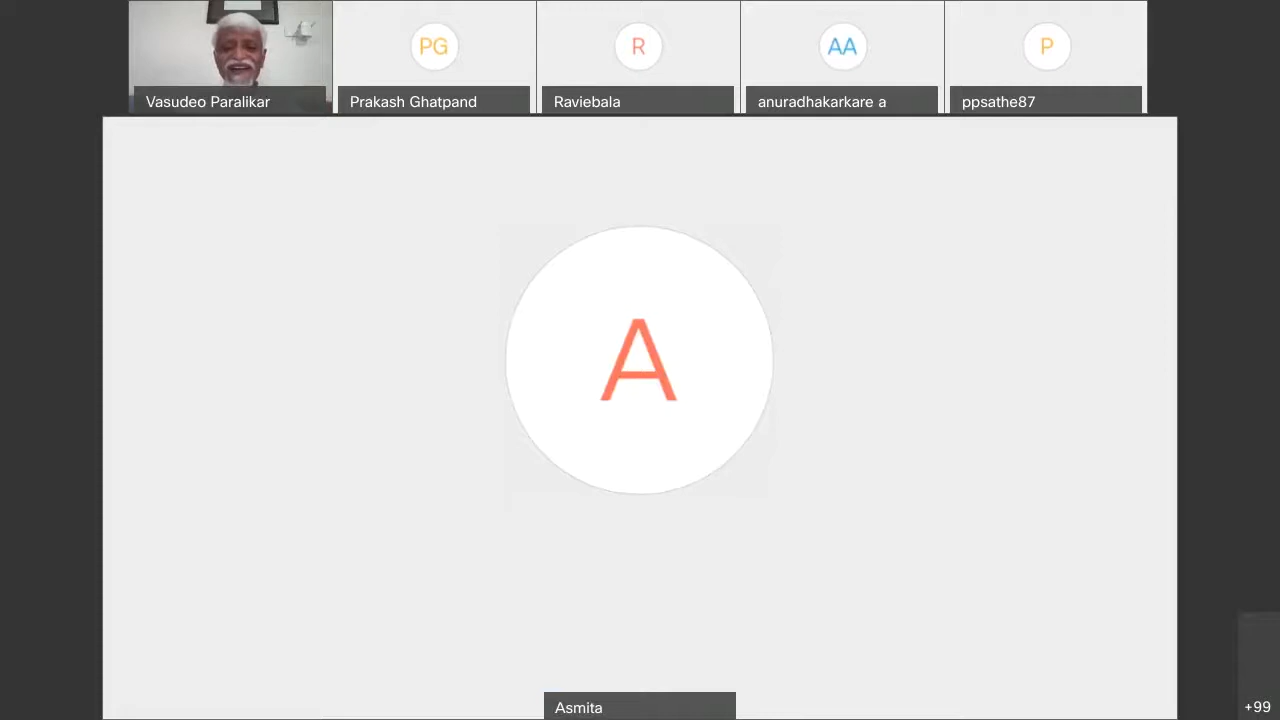 PG
R
AA
P
Vasudeo Paralikar
Prakash Ghatpand
Raviebala
anuradhakarkare a
ppsathe87
A
Asmita
+99